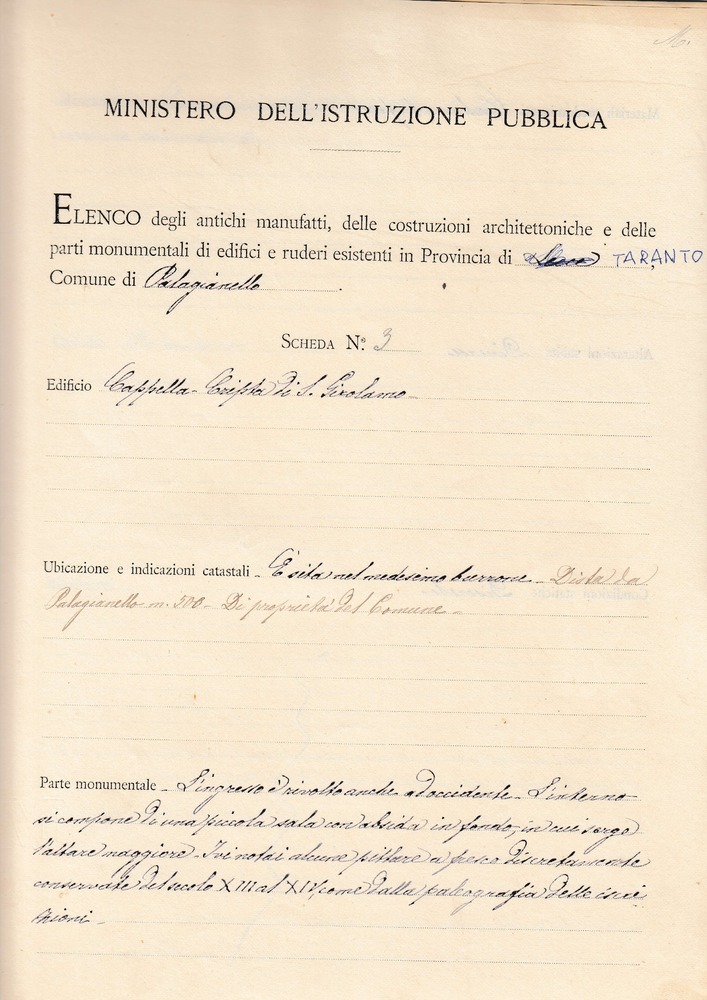 MINISTERO DELL'ISTRUZIONE PUBBLICA
ELENCO degli antichi manufatti, delle costruzioni architettoniche e delle
parti monumentali di edifici e ruderi esistenti in Provincia di Lecce TARANTO,
Comune di Palagianello.
SCHEDA N.° 3
Edificio Cappella-Cripta di S. Girolamo-
Ubicazione e indicazioni catastali - È sita nel medesimo burrone - Dista da
Palagianello m. 500 - Di proprietà del Comune -
Parte monumentale - L'ingresso è rivolto anche ad occidente - L'interno
si compone di una piccola sala con abside in fondo, in cui sorge
l'altare maggiore - Ivi notai alcune pitture a fresco discretamente
conservate del secolo XIII al XIV, come dalla paleografia delle iscri-
zioni -